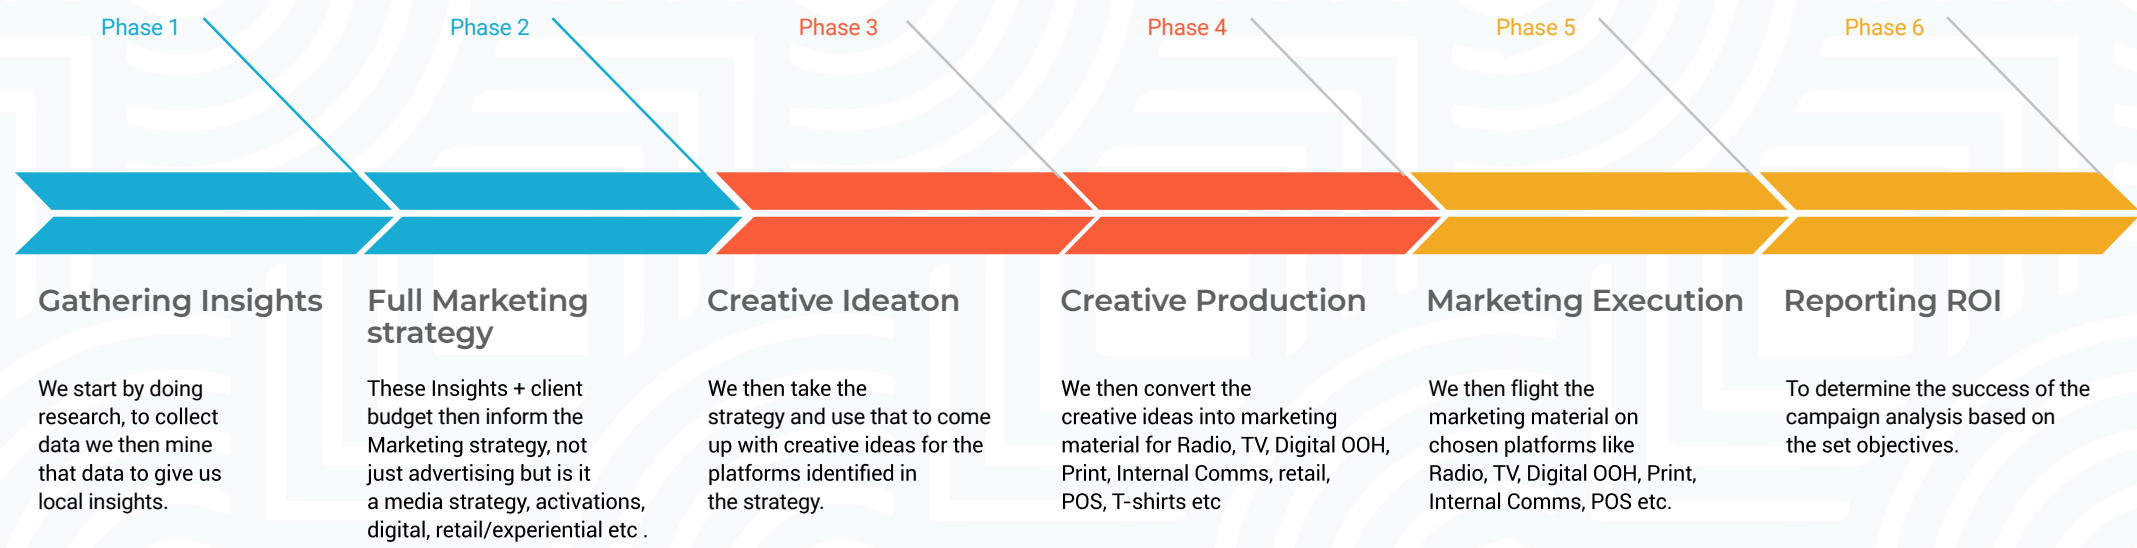 Phase 1
Phase 2
Phase 3
Phase 4
Phase 5
Phase 6
Gathering Insights
We start by doing
research, to collect
data we then mine
that data to give us
local insights.
Full Marketing
strategy
These Insights + client
budget then inform the
Marketing strategy, not
just advertising but is it
a media strategy, activations,
digital, retail/experiential etc .
Creative Ideaton
We then take the
strategy and use that to come
up with creative ideas for the
platforms identified in
the strategy.
Creative Production
We then convert the
creative ideas into marketing
material for Radio, TV, Digital OOH,
Print, Internal Comms, retail,
POS, T-shirts etc
Marketing Execution
We then flight the
marketing material on
chosen platforms like
Radio, TV, Digital OOH, Print,
Internal Comms, POS etc.
Reporting ROI
To determine the success of the
campaign analysis based on
the set objectives.